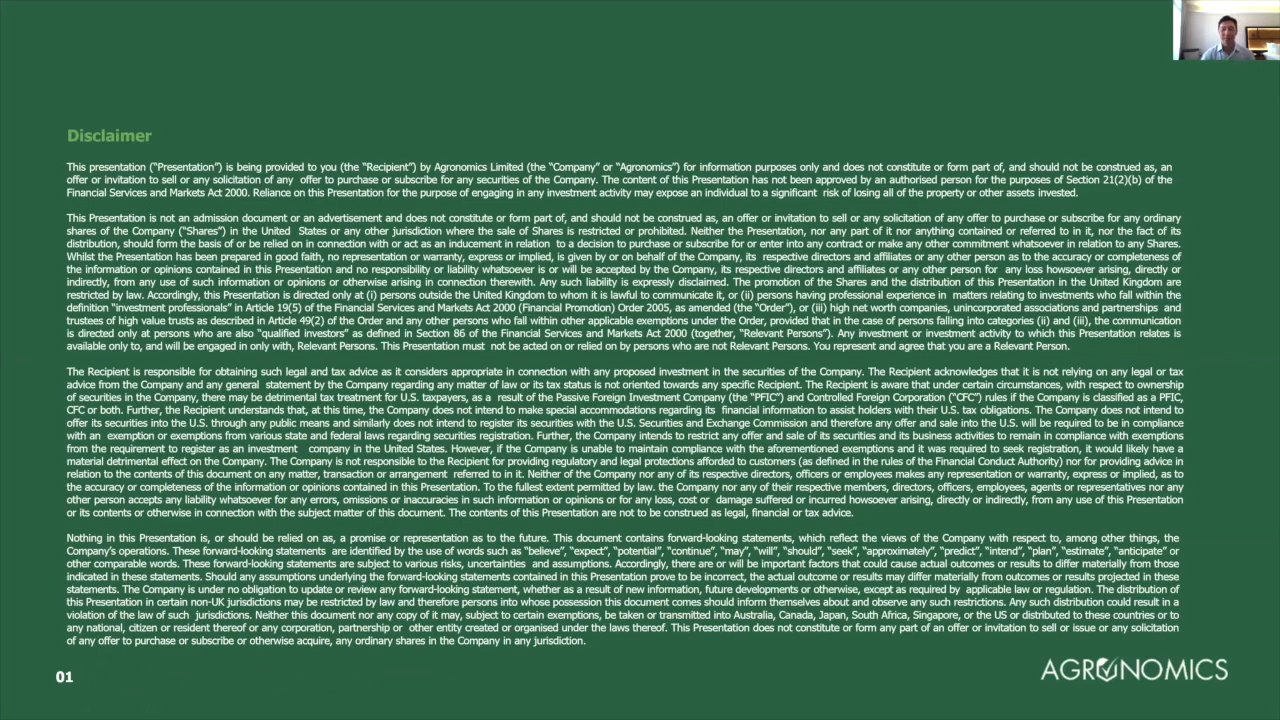 Disclaimer
This presentation (“Presentation”) is being provided to you (the “Recipient”) by Agronomics Limited (the “Company” or “Agronomics”) for information purposes only and does not constitute or form part of, and should not be construed as, an
offer or invitation to sell or any solicitation of any offer to purchase or subscribe for any securities of the Company. The content of this Presentation has not been approved by an authorised person for the purposes of Section 21(2)(b) of the
Financial Services and Markets Act 2000. Reliance on this Presentation for the purpose of engaging in any investment activity may expose an individual to a significant risk of losing all of the property or other assets invested.
This Presentation is not an admission document or an advertisement and does not constitute or form part of, and should not be construed as, an offer or invitation to sell or any solicitation of any offer to purchase or subscribe for any ordinary
shares of the Company (“Shares”) in the United States or any other jurisdiction where the sale of Shares is restricted or prohibited. Neither the Presentation, nor any part of it nor anything contained or referred to in it, nor the fact of its
distribution, should form the basis of or be relied on in connection with or act as an inducement in relation to a decision to purchase or subscribe for or enter into any contract or make any other commitment whatsoever in relation to any Shares.
Whilst the Presentation has been prepared in good faith, no representation or warranty, express or implied, is given by or on behalf of the Company, its respective directors and affiliates or any other person as to the accuracy or completeness of
the information or opinions contained in this Presentation and no responsibility or liability whatsoever is or will be accepted by the Company, its respective directors and affiliates or any other person for any loss howsoever arising, directly or
indirectly, from any use of such information or opinions or otherwise arising in connection therewith. Any such liability is expressly disclaimed. The promotion of the Shares and the distribution of this Presentation in the United Kingdom are
restricted by law. Accordingly, this Presentation is directed only at (i) persons outside the United Kingdom to whom it is lawful to communicate it, or (ii) persons having professional experience in matters relating to investments who fall within the
definition “investment professionals” in Article 19(5) of the Financial Services and Markets Act 2000 (Financial Promotion) Order 2005, as amended (the “Order”), or (iii) high net worth companies, unincorporated associations and partnerships and
trustees of high value trusts as described in Article 49(2) of the Order and any other persons who fall within other applicable exemptions under the Order, provided that in the case of persons falling into categories (ii) and (iii), the communication
is directed only at persons who are also “qualified investors” as defined in Section 86 of the Financial Services and Markets Act 2000 (together, “Relevant Persons”). Any investment or investment activity to which this Presentation relates is
available only to, and will be engaged in only with, Relevant Persons. This Presentation must not be acted on or relied on by persons who are not Relevant Persons. You represent and agree that you are a Relevant Person.
The Recipient is responsible for obtaining such legal and tax advice as it considers appropriate in connection with any proposed investment in the securities of the Company. The Recipient acknowledges that it is not relying on any legal or tax
advice from the Company and any general statement by the Company regarding any matter of law or its tax status is not oriented towards any specific Recipient. The Recipient is aware that under certain circumstances, with respect to ownership
of securities in the Company, there may be detrimental tax treatment for U.S. taxpayers, as a result of the Passive Foreign Investment Company (the “PFIC”) and Controlled Foreign Corporation (“CFC”) rules if the Company is classified as a PFIC,
CFC or both. Further, the Recipient understands that, at this time, the Company does not intend to make special accommodations regarding its financial information to assist holders with their U.S. tax obligations. The Company does not intend to
offer its securities into the U.S. through any public means and similarly does not intend to register its securities with the U.S. Securities and Exchange Commission and therefore any offer and sale into the U.S. will be required to be in compliance
with an exemption or exemptions from various state and federal laws regarding securities registration. Further, the Company intends to restrict any offer and sale of its securities and its business activities to remain in compliance with exemptions
from the requirement to register as an investment company in the United States. However, if the Company is unable to maintain compliance with the aforementioned exemptions and it was required to seek registration, it would likely have a
material detrimental effect on the Company. The Company is not responsible to the Recipient for providing regulatory and legal protections afforded to customers (as defined in the rules of the Financial Conduct Authority) nor for providing advice in
relation to the contents of this document on any matter, transaction or arrangement referred to in it. Neither the Company nor any of its respective directors, officers or employees makes any representation or warranty, express or implied, as to
the accuracy or completeness of the information or opinions contained in this Presentation. To the fullest extent permitted by law. the Company nor any of their respective members, directors, officers, employees, agents or representatives nor any
other person accepts any liability whatsoever for any errors, omissions or inaccuracies in such information or opinions or for any loss, cost or damage suffered or incurred howsoever arising, directly or indirectly, from any use of this Presentation
or its contents or otherwise in connection with the subject matter of this document. The contents of this Presentation are not to be construed as legal, financial or tax advice.
Nothing in this Presentation is, or should be relied on as, a promise or representation as to the future. This document contains forward-looking statements, which reflect the views of the Company with respect to, among other things, the
Company’s operations. These forward-looking statements are identified by the use of words such as “believe”, “expect”, “potential”, “continue”, “may”, “will”, “should”, “seek”, “approximately”, “predict”, “intend”, “plan”, “estimate”, “anticipate” or
other comparable words. These forward-looking statements are subject to various risks, uncertainties and assumptions. Accordingly, there are or will be important factors that could cause actual outcomes or results to differ materially from those
indicated in these statements. Should any assumptions underlying the forward-looking statements contained in this Presentation prove to be incorrect, the actual outcome or results may differ materially from outcomes or results projected in these
statements. The Company is under no obligation to update or review any forward-looking statement, whether as a result of new information, future developments or otherwise, except as required by applicable law or regulation. The distribution of
this Presentation in certain non-UK jurisdictions may be restricted by law and therefore persons into whose possession this document comes should inform themselves about and observe any such restrictions. Any such distribution could result in a
violation of the law of such jurisdictions. Neither this document nor any copy of it may, subject to certain exemptions, be taken or transmitted into Australia, Canada, Japan, South Africa, Singapore, or the US or distributed to these countries or to
any national, citizen or resident thereof or any corporation, partnership or other entity created or organised under the laws thereof. This Presentation does not constitute or form any part of an offer or invitation to sell or issue or any solicitation
of any offer to purchase or subscribe or otherwise acquire, any ordinary shares in the Company in any jurisdiction.
01
AGRONOMICS